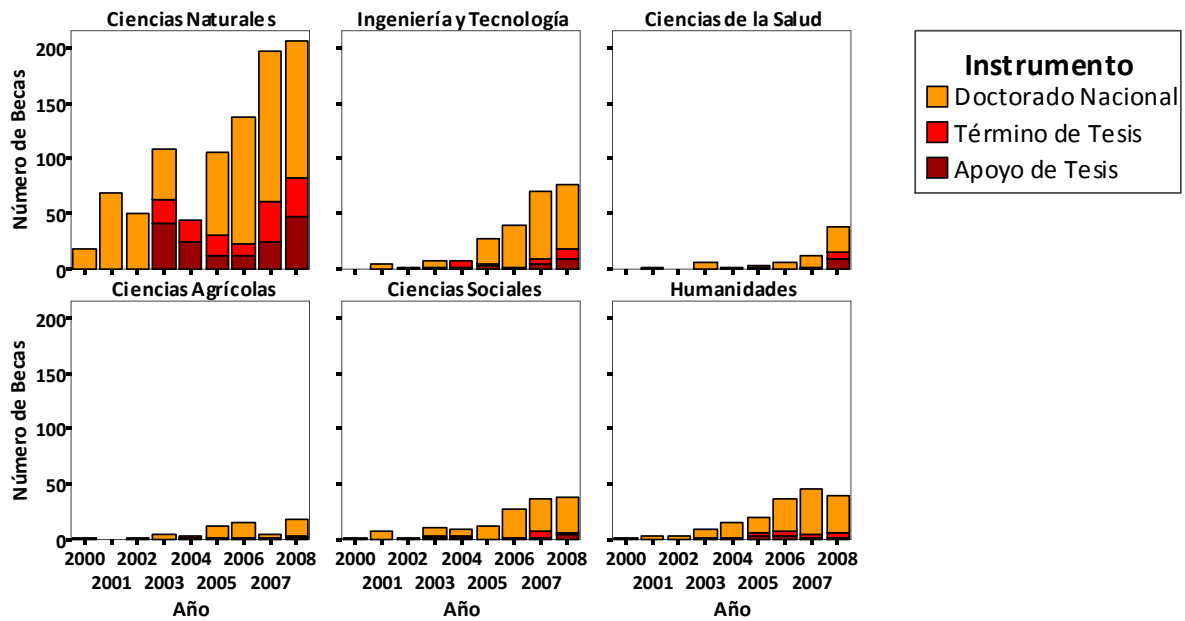 Ciencias Naturales
Ingeniería y Tecnología
Ciencias de la Salud
Número de Becas
200
150
100
50
0
Instrumento
Doctorado Nacional
Término de Tesis
Apoyo de Tesis
Ciencias Agrícolas
Ciencias Sociales
Humanidades
Número de Becas
200
150
100
50
0
2000 2002 2004 2006 2008
2001 2003 2005 2007
Año
2000 2002 2004 2006 2008
2001 2003 2005 2007
Año
2000 2002 2004 2006 2008
2001 2003 2005 2007
Año